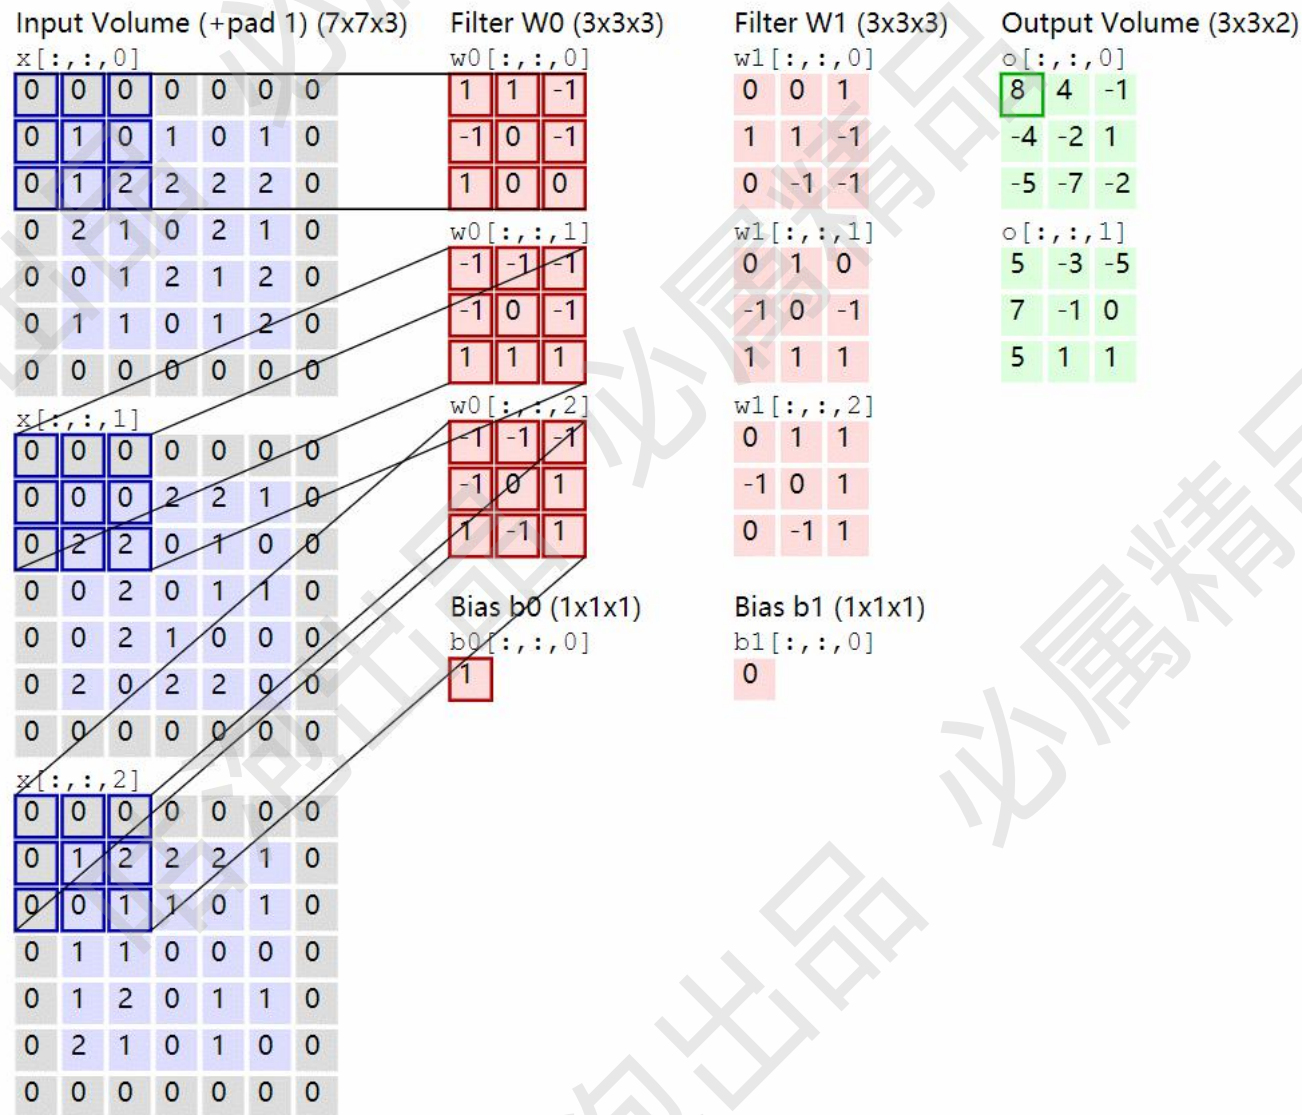 Input Volume (+pad 1) (7x7x3)
x[:,:,0]
0 0 0 0 0 0 0
0 1 0 1 0 1 0
0 1 2 2 2 2 0
0 2 1 0 2 1 0
0 0 1 2 1 2 0
0 1 1 0 1 2 0
0 0 0 0 0 0 0
x[:,:,1]
0 0 0 0 0 0 0
0 0 0 2 2 1 0
0 2 2 0 1 0 0
0 0 2 0 1 1 0
0 0 2 1 0 0 0
0 2 0 2 2 0 0
0 0 0 0 0 0 0
x[:,:,2]
0 0 0 0 0 0 0
0 1 2 2 2 1 0
0 0 1 1 0 1 0
0 1 1 0 0 0 0
0 1 2 0 1 1 0
0 2 1 0 1 0 0
0 0 0 0 0 0 0
Filter W0 (3x3x3)
w0[:,:,0]
1 1 -1
-1 0 -1
1 0 0
w0[:,:,1]
-1 -1 -1
-1 0 -1
1 1 1
w0[:,:,2]
-1 -1 -1
-1 0 1
1 -1 1
Bias b0 (1x1x1)
b0[:,:,0]
1
Filter W1 (3x3x3)
w1[:,:,0]
0 0 1
1 1 -1
0 -1 -1
w1[:,:,1]
0 1 0
-1 0 -1
1 1 1
w1[:,:,2]
0 1 1
-1 0 1
0 -1 1
Bias b1 (1x1x1)
b1[:,:,0]
0
Output Volume (3x3x2)
o[:,:,0]
8 4 -1
-4 -2 1
-5 -7 -2
o[:,:,1]
5 -3 -5
7 -1 0
5 1 1
咕泡出品 必属精品